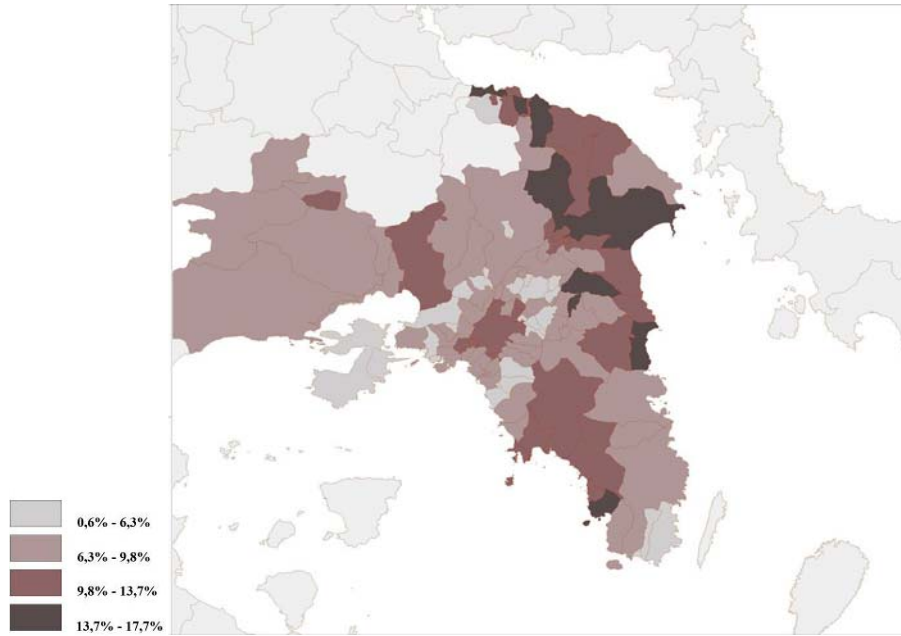 0,6% - 6,3%
6,3% - 9,8%
9,8% - 13,7%
13,7% - 17,7%